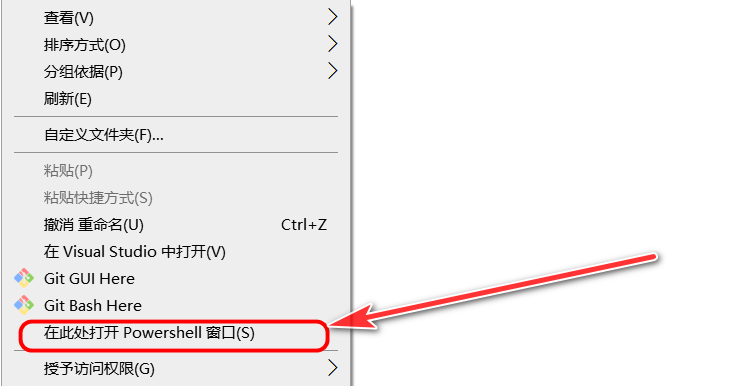 查看(V)
排序方式(O)
分组依据(P)
刷新(E)
自定义文件夹(F)...
粘贴(P)
粘贴快捷方式(S)
撤消 重命名(U) Ctrl+Z
在 Visual Studio 中打开(V)
Git GUI Here
Git Bash Here
在此处打开 Powershell 窗口(S)
授予访问权限(G)